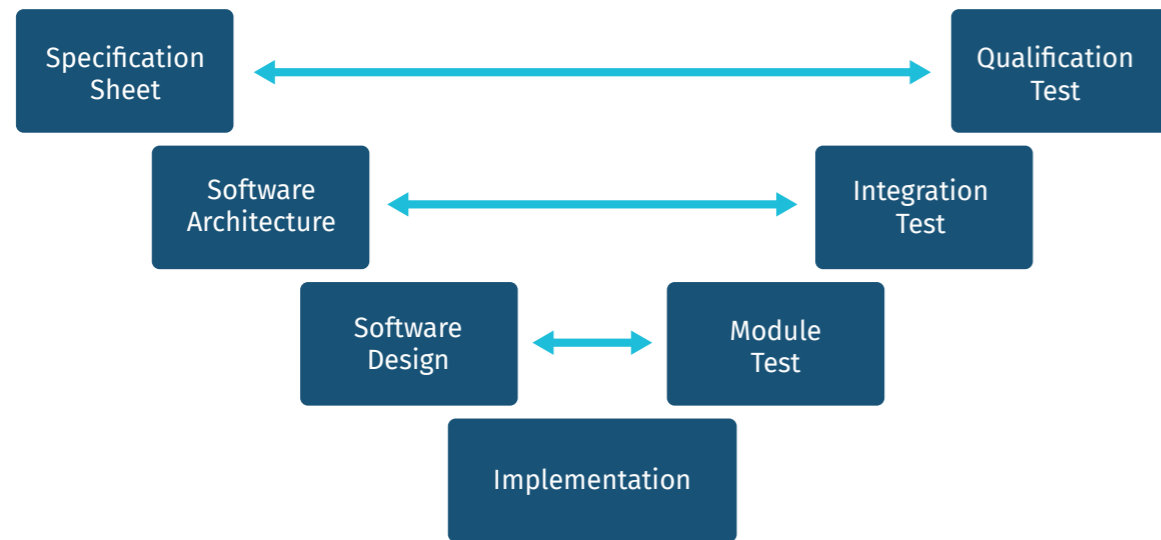 Specification
Sheet
Qualification
Test
Software
Architecture
Integration
Test
Software
Design
Module
Test
Implementation